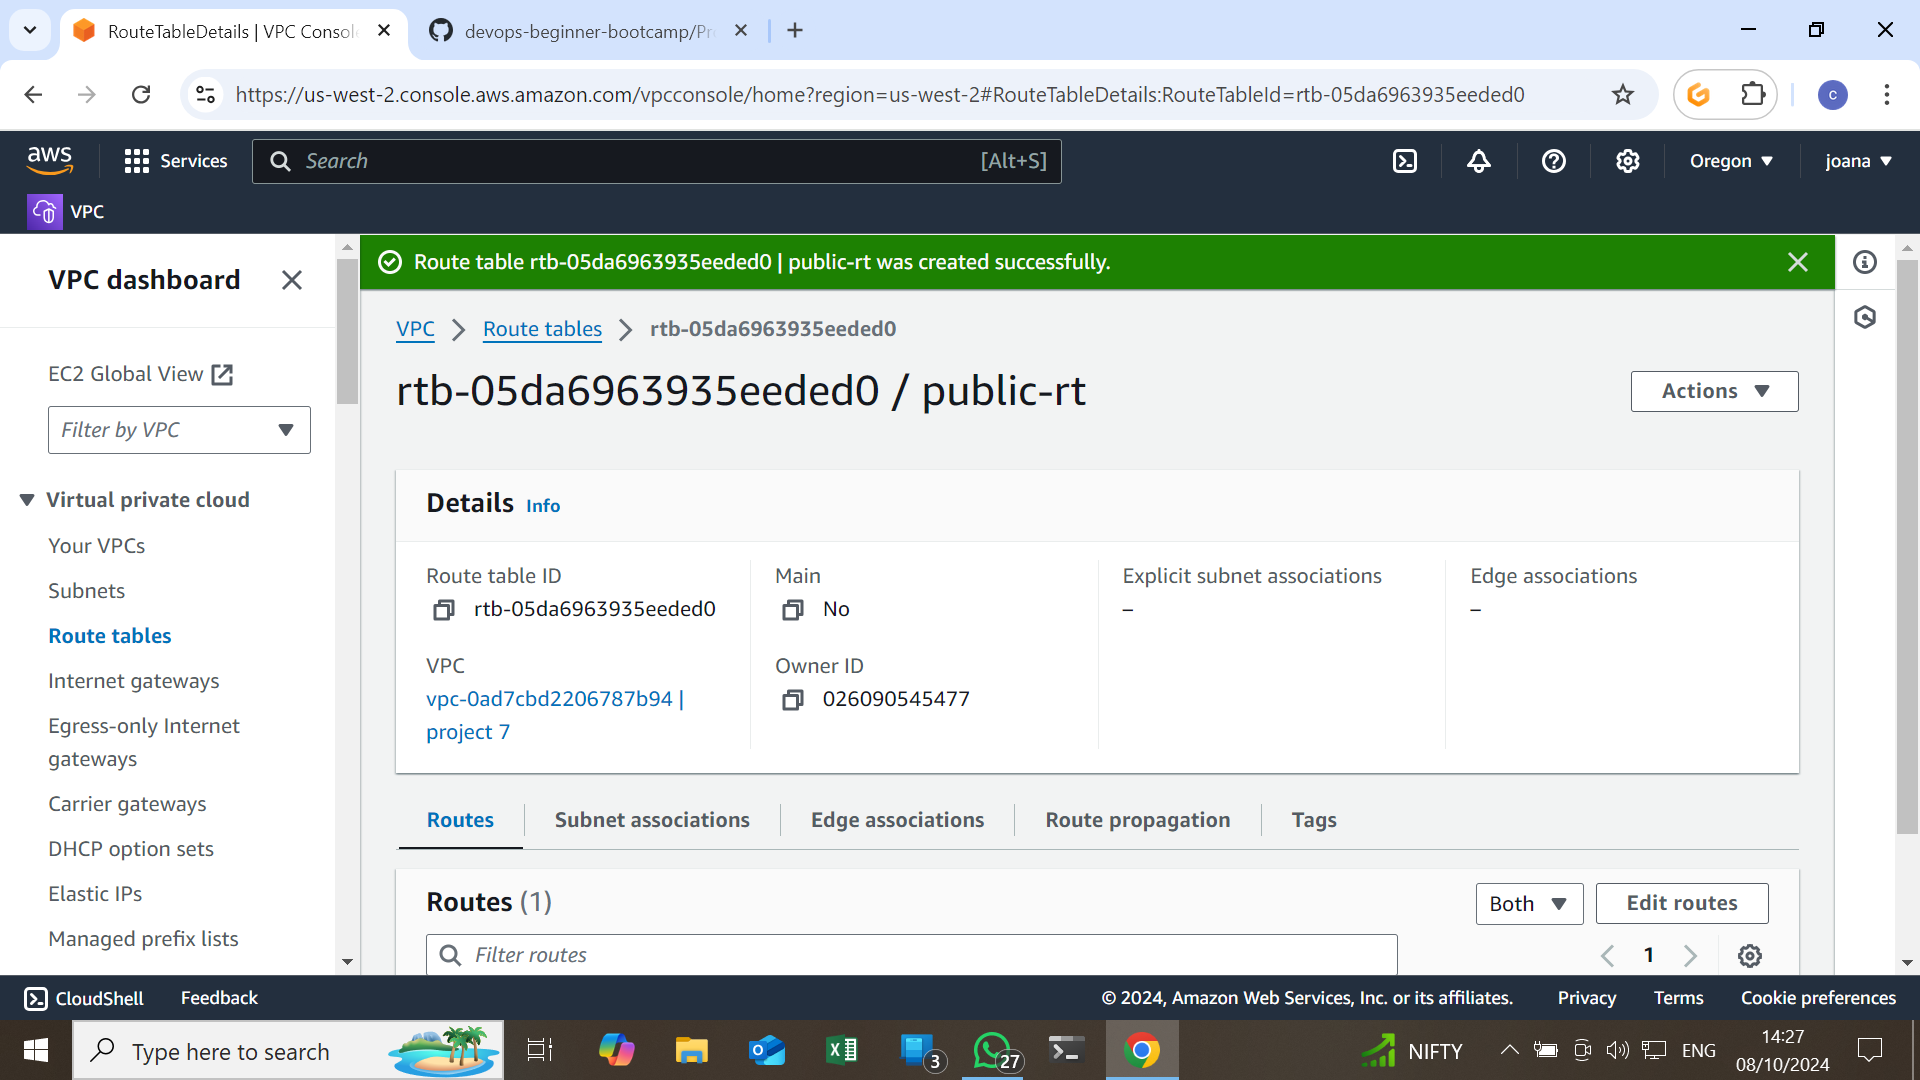 RouteTableDetails | VPC Consol
devops-beginner-bootcamp/Pr
https://us-west-2.console.aws.amazon.com/vpcconsole/home?region=us-west-2#RouteTableDetails:RouteTableId=rtb-05da6963935eeded0
C
aws
Services
Search
[Alt+S]
Oregon
joana
VPC
VPC dashboard
EC2 Global View
Filter by VPC
Virtual private cloud
Your VPCs
Subnets
Route tables
Internet gateways
Egress-only Internet
gateways
Carrier gateways
DHCP option sets
Elastic IPs
Managed prefix lists
Route table rtb-05da6963935eeded0 | public-rt was created successfully.
VPC
Route tables
rtb-05da6963935eeded0
rtb-05da6963935eeded0 / public-rt
Actions
Details Info
Route table ID
rtb-05da6963935eeded0
Main
No
Explicit subnet associations
–
Edge associations
–
VPC
vpc-0ad7cbd2206787b94 |
project 7
Owner ID
026090545477
Routes
Subnet associations
Edge associations
Route propagation
Tags
Routes (1)
Both
Edit routes
Filter routes
1
CloudShell
Feedback
© 2024, Amazon Web Services, Inc. or its affiliates.
Privacy
Terms
Cookie preferences
Type here to search
3
27
NIFTY
ENG
14:27
08/10/2024